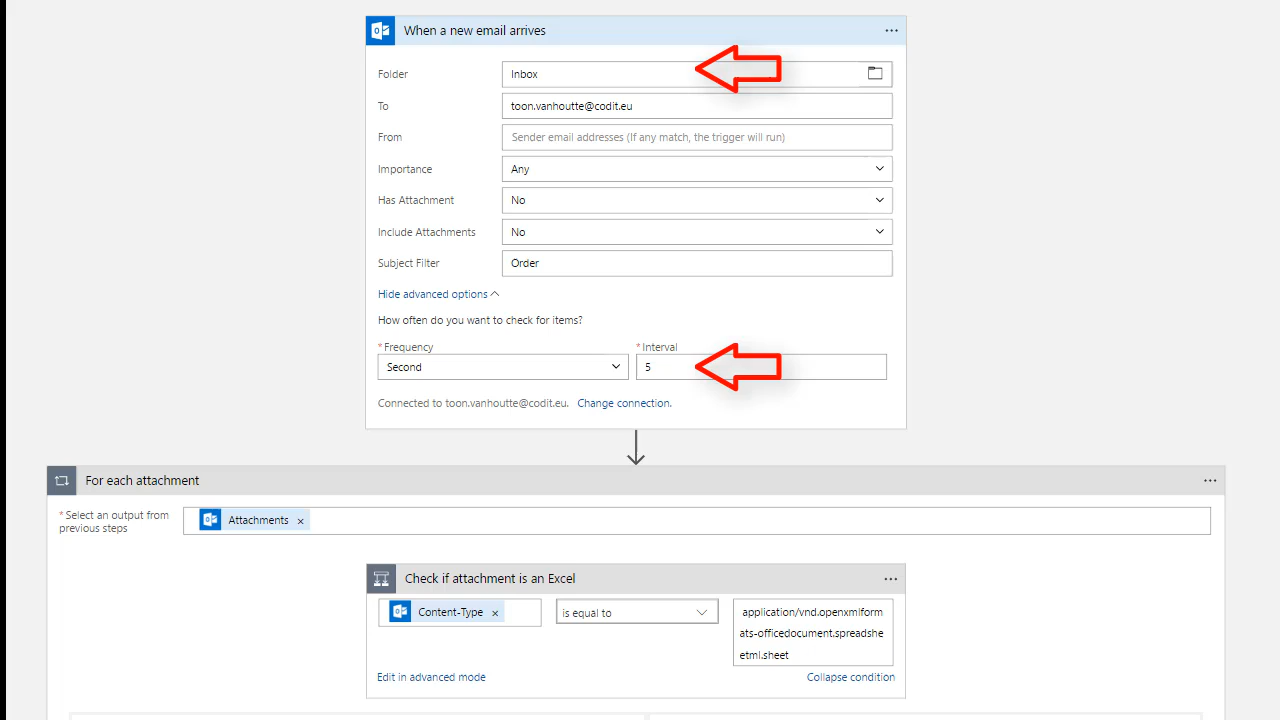 When a new email arrives
Folder
Inbox
To
toon.vanhoutte@codit.eu
From
Sender email addresses (If any match, the trigger will run)
Importance
Any
Has Attachment
No
Include Attachments
No
Subject Filter
Order
Hide advanced options
How often do you want to check for items?
*Frequency
*Interval
Second
5
Connected to toon.vanhoutte@codit.eu. Change connection.
For each attachment
*Select an output from
previous steps
Attachments ×
Check if attachment is an Excel
Content-Type ×
is equal to
application/vnd.openxmlform
ats-officedocument.spreadshe
etml.sheet
Edit in advanced mode
Collapse condition